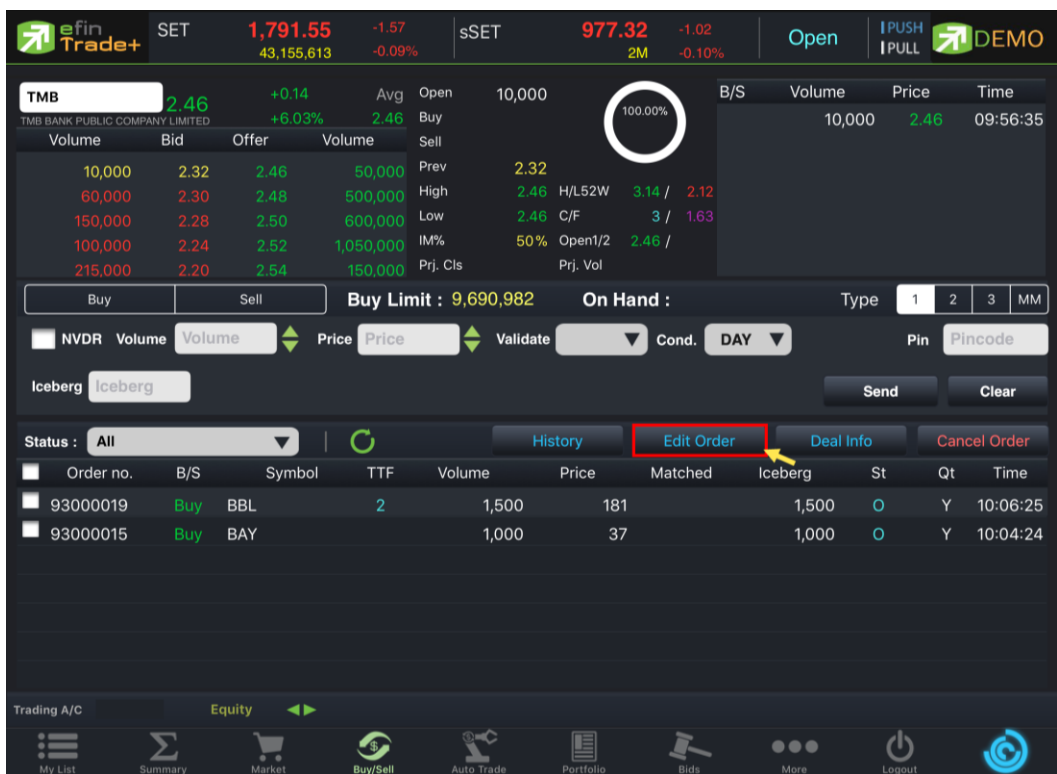 efin Trade+ SET 1,791.55 -1.57 sSET 977.32 -1.02 Open PUSH DEMO
43,155,613 -0.09% 2M -0.10% PULL
TMB 2.46 +0.14 Avg Open 10,000 100.00% B/S Volume Price Time
TMB BANK PUBLIC COMPANY LIMITED +6.03% 2.46 Buy 10,000 2.46 09:56:35
Volume Bid Offer Volume Sell
10,000 2.32 2.46 50,000 Prev 2.32
60,000 2.30 2.48 500,000 High 2.46 H/L52W 3.14 / 2.12
150,000 2.28 2.50 600,000 Low 2.46 C/F 3 / 1.63
100,000 2.24 2.52 1,050,000 IM% 50% Open1/2 2.46 /
215,000 2.20 2.54 150,000 Prj. Cls Prj. Vol
Buy Sell Buy Limit : 9,690,982 On Hand : Type 1 2 3 MM
NVDR Volume Volume Price Price Validate Cond. DAY Pin Pincode
Iceberg Iceberg Send Clear
Status : All History Edit Order Deal Info Cancel Order
Order no. B/S Symbol TTF Volume Price Matched Iceberg St Qt Time
93000019 Buy BBL 2 1,500 181 1,500 O Y 10:06:25
93000015 Buy BAY 1,000 37 1,000 O Y 10:04:24
Trading A/C Equity
My List Summary Market Buy/Sell Auto Trade Portfolio Bids More Logout